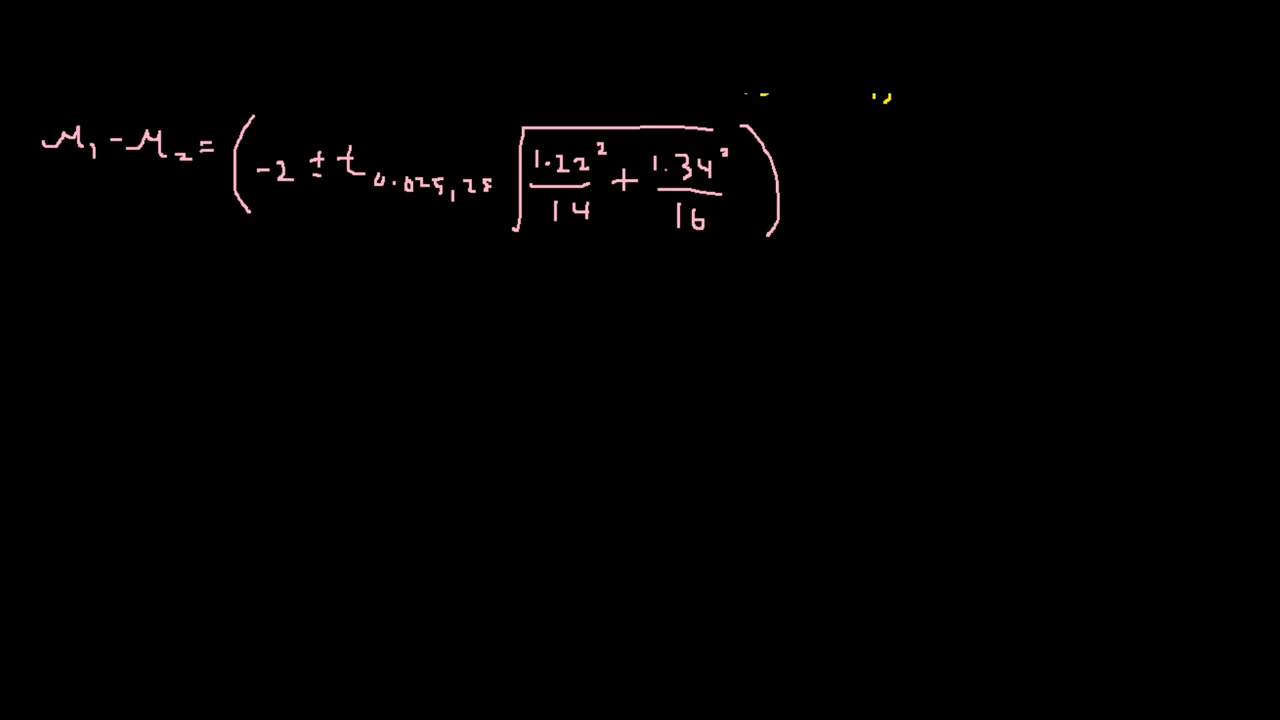 μ₁ - μ₂ = ( -2 ± t₀.₀₂₅,₂₈ √( 1.22²/14 + 1.34²/16 ) )